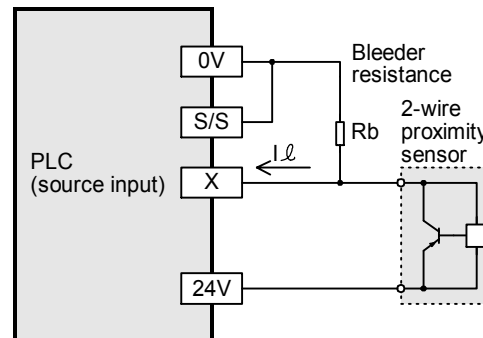 0V
Bleeder
resistance
S/S
2-wire
proximity
sensor
Rb
PLC
(source input)
Iℓ
X
24V